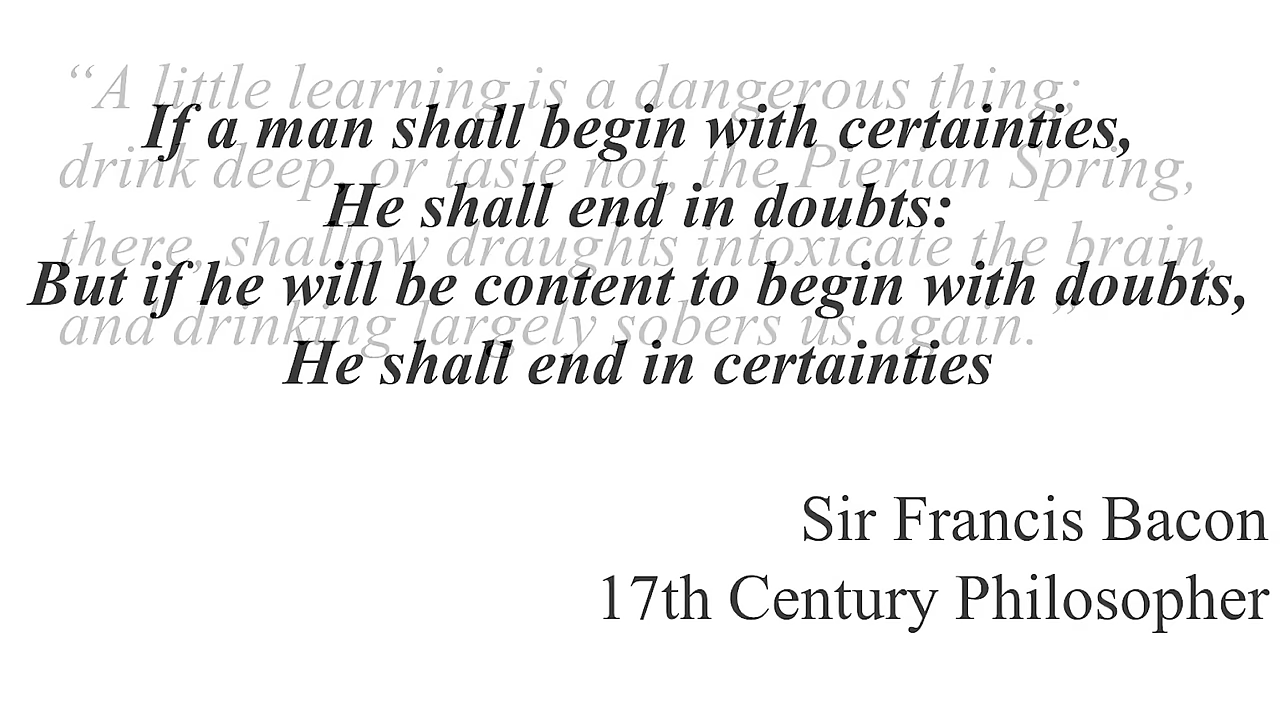 “A little learning is a dangerous thing;
If a man shall begin with certainties,
drink deep, or taste not, the Pierian Spring,
He shall end in doubts:
there, shallow draughts intoxicate the brain,
But if he will be content to begin with doubts,
and drinking largely sobers us again.”
He shall end in certainties
Sir Francis Bacon
17th Century Philosopher